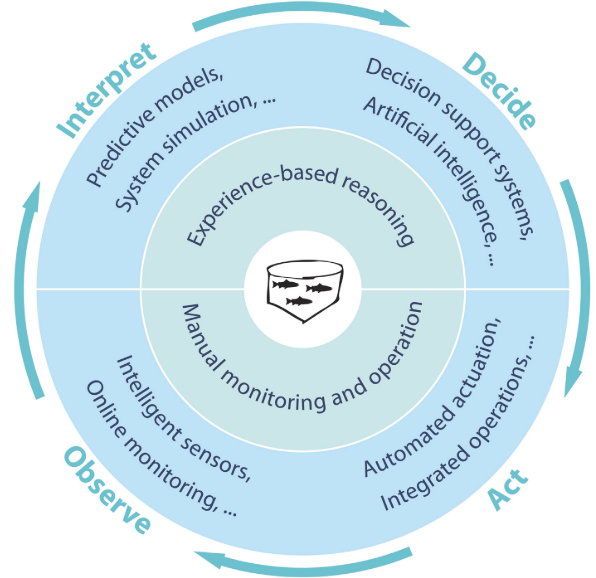 Interpret
Decide
Predictive models,
System simulation, ...
Decision support systems,
Artificial intelligence, ...
Experience-based reasoning
Manual monitoring and operation
Intelligent sensors,
Online monitoring, ...
Automated actuation,
Integrated operations, ...
Observe
Act